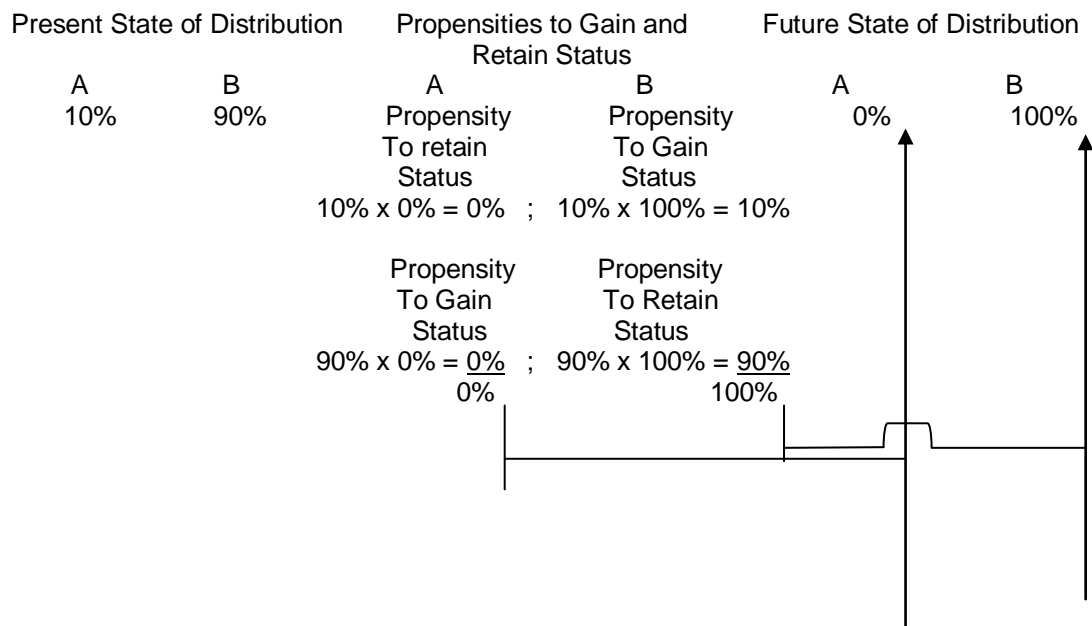 Present State of Distribution Propensities to Gain and Future State of Distribution
Retain Status
A B A B A B
10% 90% Propensity Propensity 0% 100%
To retain To Gain
Status Status
10% x 0% = 0% ; 10% x 100% = 10%
Propensity Propensity
To Gain To Retain
Status Status
90% x 0% = 0% ; 90% x 100% = 90%
0% 100%